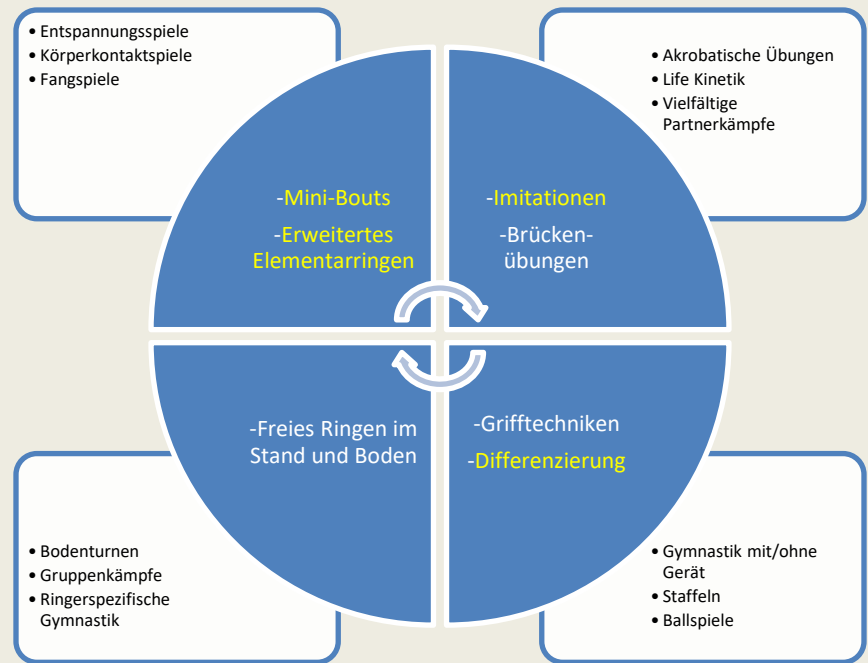 • Entspannungsspiele
• Körperkontaktspiele
• Fangspiele
• Akrobatische Übungen
• Life Kinetik
• Vielfältige
Partnerkämpfe
-Mini-Bouts
-Erweitertes
Elementarringen
-Imitationen
-Brücken-
übungen
-Freies Ringen im
Stand und Boden
-Grifftechniken
-Differenzierung
• Bodenturnen
• Gruppenkämpfe
• Ringerspezifische
Gymnastik
• Gymnastik mit/ohne
Gerät
• Staffeln
• Ballspiele